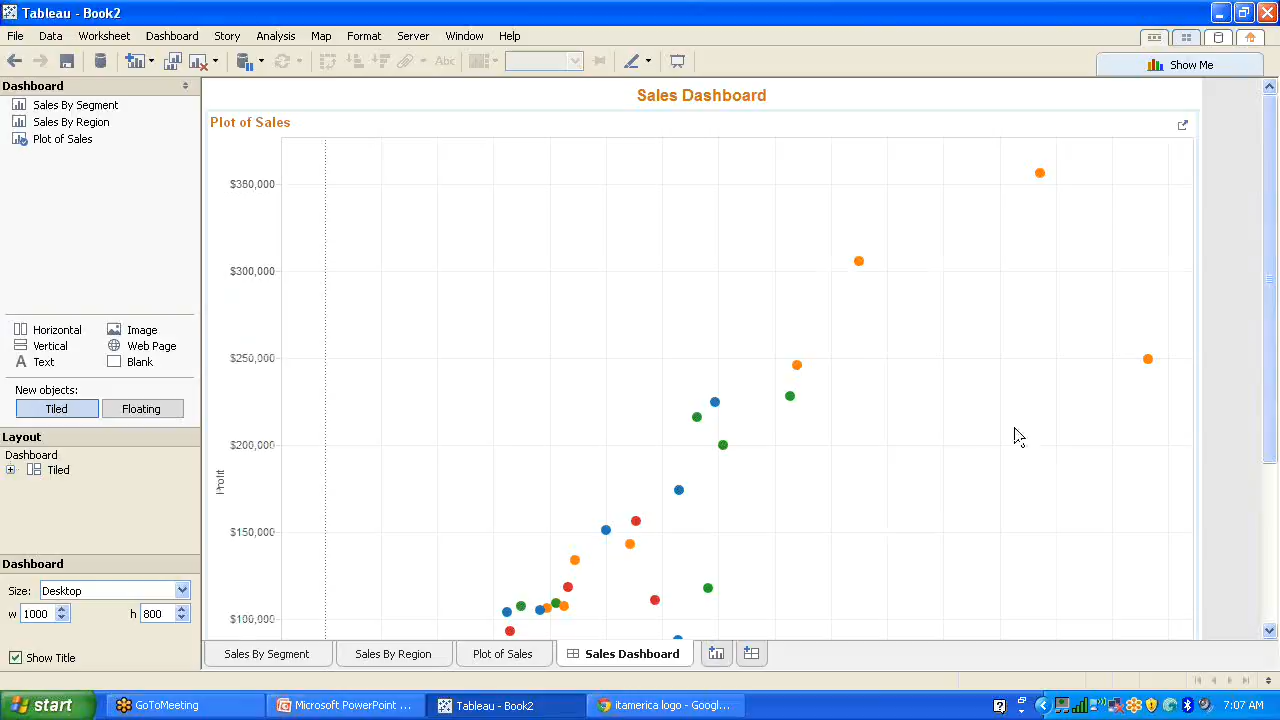 Tableau - Book2
File Data Worksheet Dashboard Story Analysis Map Format Server Window Help
Abc
Show Me
Dashboard
Sales By Segment
Sales By Region
Plot of Sales
Horizontal Image
Vertical Web Page
A Text Blank
New objects:
Tiled Floating
Layout
Dashboard
Tiled
Dashboard
Size: Desktop
w 1000 h 800
Show Title
Sales Dashboard
Plot of Sales
$350,000
$300,000
$250,000
$200,000
Profit
$150,000
$100,000
Sales By Segment Sales By Region Plot of Sales Sales Dashboard
start GoToMeeting Microsoft PowerPoint ... Tableau - Book2 itamerica logo - Googl... 7:07 AM